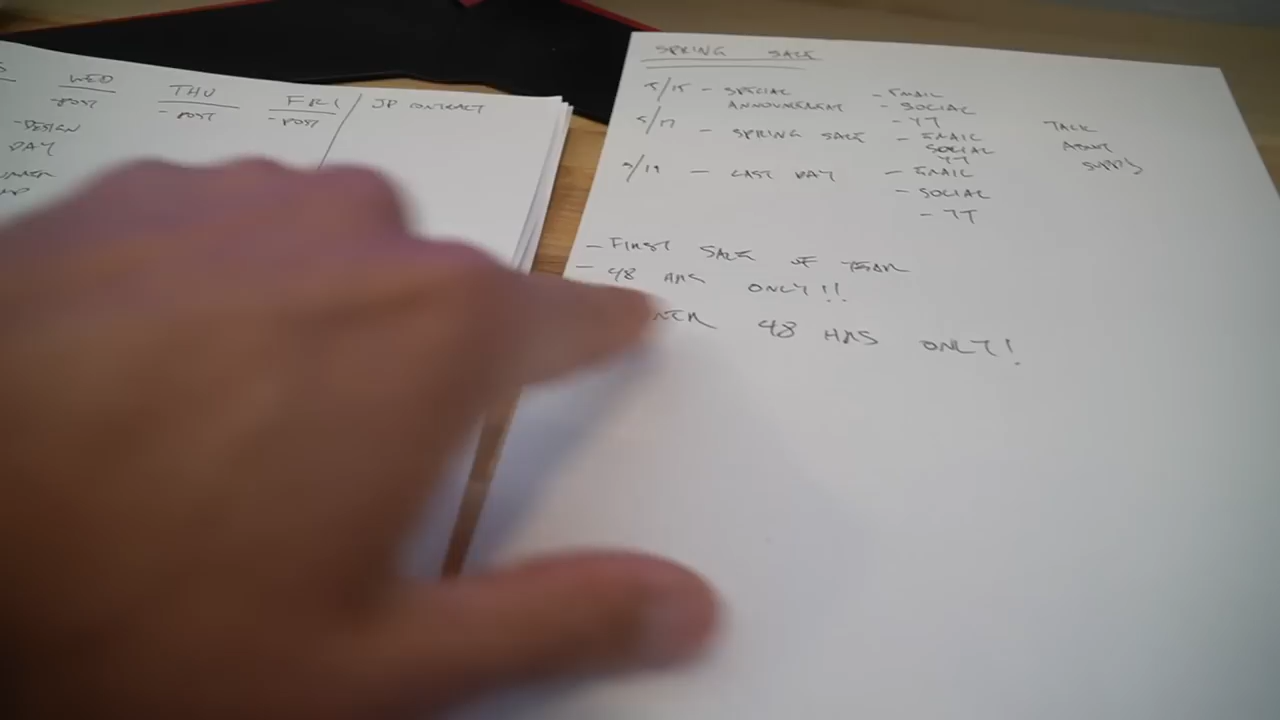 WED
-POST
-DESIGN
DAY
THU
-POST
FRI
-POST
JP CONTRACT
SPRING SALE
5/15 - SPECIAL
ANNOUNCEMENT
- EMAIL
- SOCIAL
- YT
5/17 - SPRING SALE
- EMAIL
SOCIAL
YT
5/19 - LAST DAY
- EMAIL
- SOCIAL
- YT
TALK
ABOUT
SUPPS
- FIRST SALE OF YEAR
- 48 HRS ONLY!!
48 HRS ONLY!